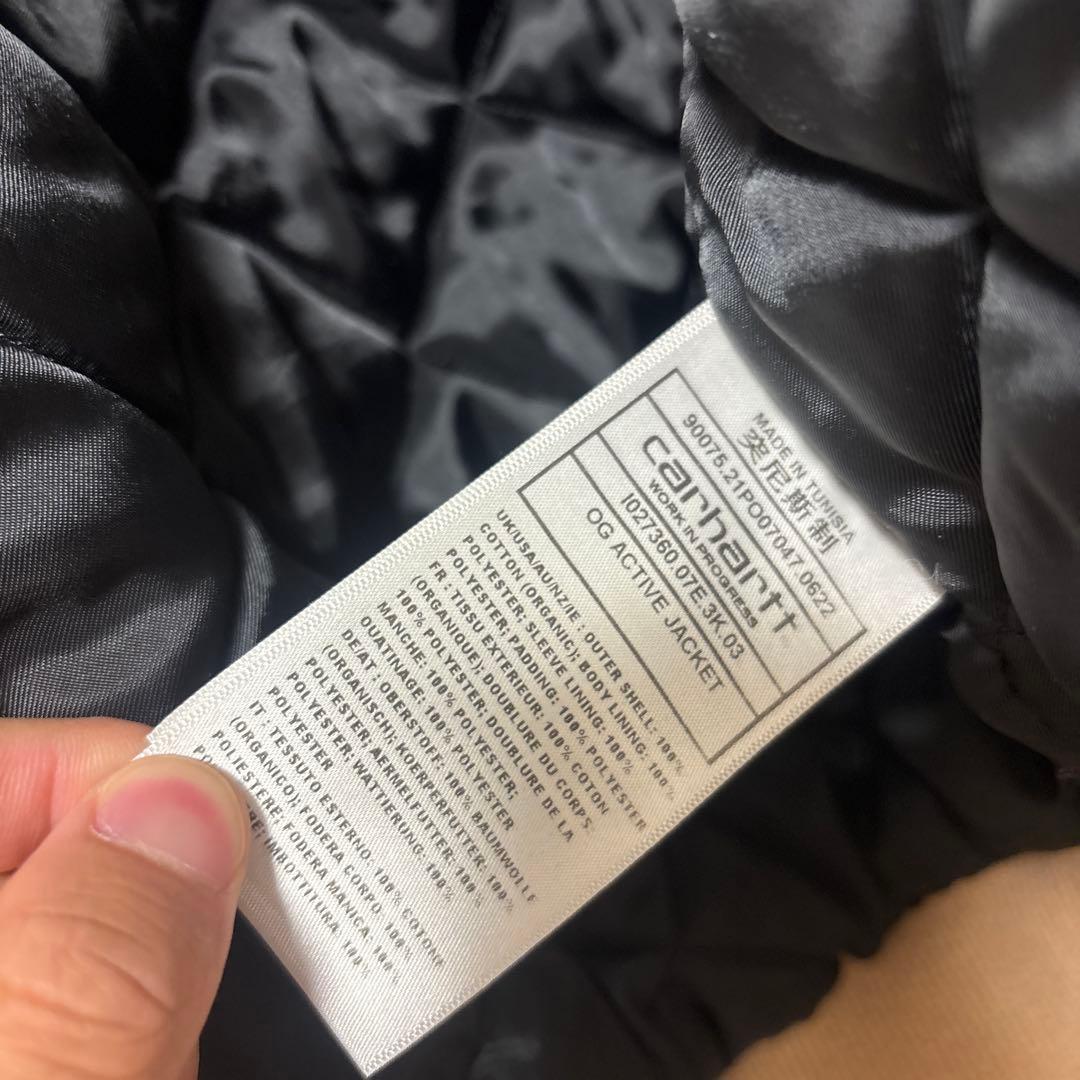 MADE IN TUNISIA
突尼斯制
90075.21PO07047.0622
carhartt
WORK IN PROGRESS
I027360.07E.3K.03
OG ACTIVE JACKET
UK/USA/AU/NZ/IE : OUTER SHELL: 100%
COTTON (ORGANIC); BODY LINING: 100%
POLYESTER; SLEEVE LINING: 100%
POLYESTER; PADDING: 100% POLYESTER
FR : TISSU EXTERIEUR: 100% COTON
(ORGANIQUE); DOUBLURE DU CORPS:
100% POLYESTER; DOUBLURE DE LA
MANCHE: 100% POLYESTER;
OUATINAGE: 100% POLYESTER
DE/AT : OBERSTOFF: 100% BAUMWOLLE
(ORGANISCH); KOERPERFUTTER: 100%
POLYESTER; AERMELFUTTER: 100%
POLYESTER; WATTIERUNG: 100%
POLYESTER
IT : TESSUTO ESTERNO: 100% COTONE
(ORGANICO); FODERA CORPO: 100%
POLIESTERE; FODERA MANICA: 100%
IMBOTTITURA: 100%